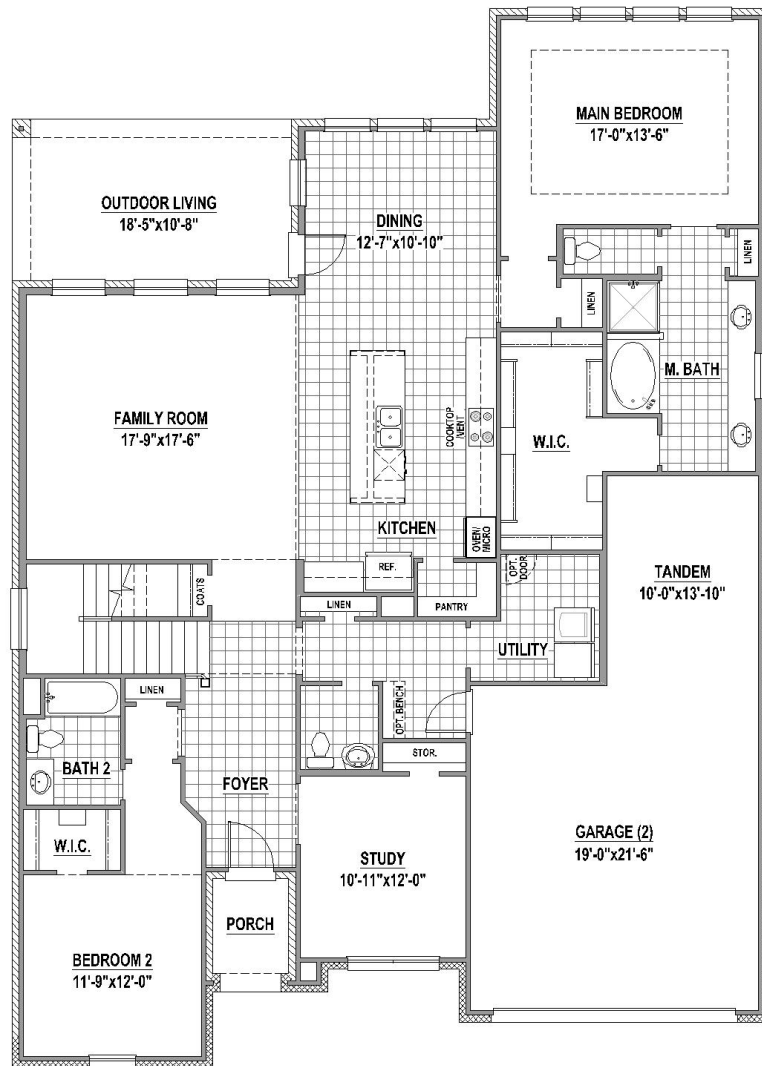 MAIN BEDROOM
17'-0"x13'-6"
OUTDOOR LIVING
18'-5"x10'-8"
DINING
12'-7"x10'-10"
LINEN
LINEN
M. BATH
FAMILY ROOM
17'-9"x17'-6"
COOKTOP
/VENT
W.I.C.
KITCHEN
OVEN/
MICRO
REF.
OPT.
DOOR
TANDEM
10'-0"x13'-10"
COATS
LINEN
PANTRY
UTILITY
LINEN
OPT. BENCH
STOR.
BATH 2
FOYER
W.I.C.
STUDY
10'-11"x12'-0"
GARAGE (2)
19'-0"x21'-6"
PORCH
BEDROOM 2
11'-9"x12'-0"